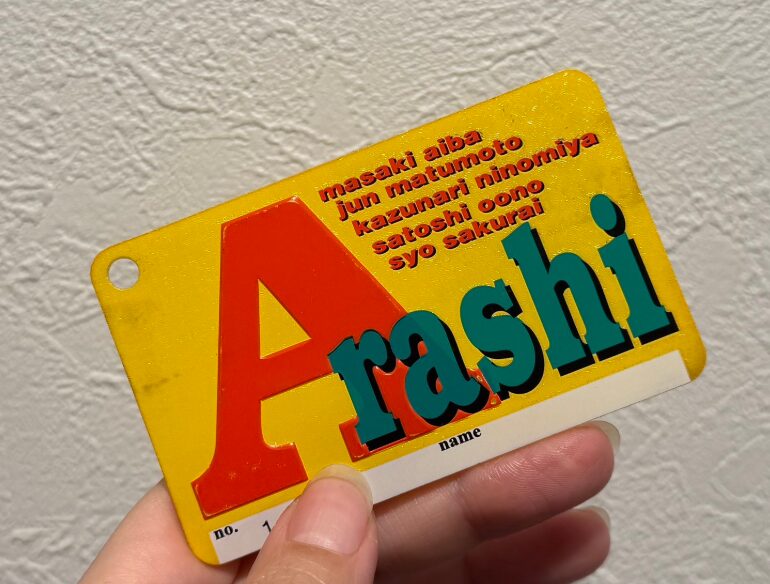 masaki aiba
jun matumoto
kazunari ninomiya
satoshi oono
syo sakurai
Arashi
name
no. 1